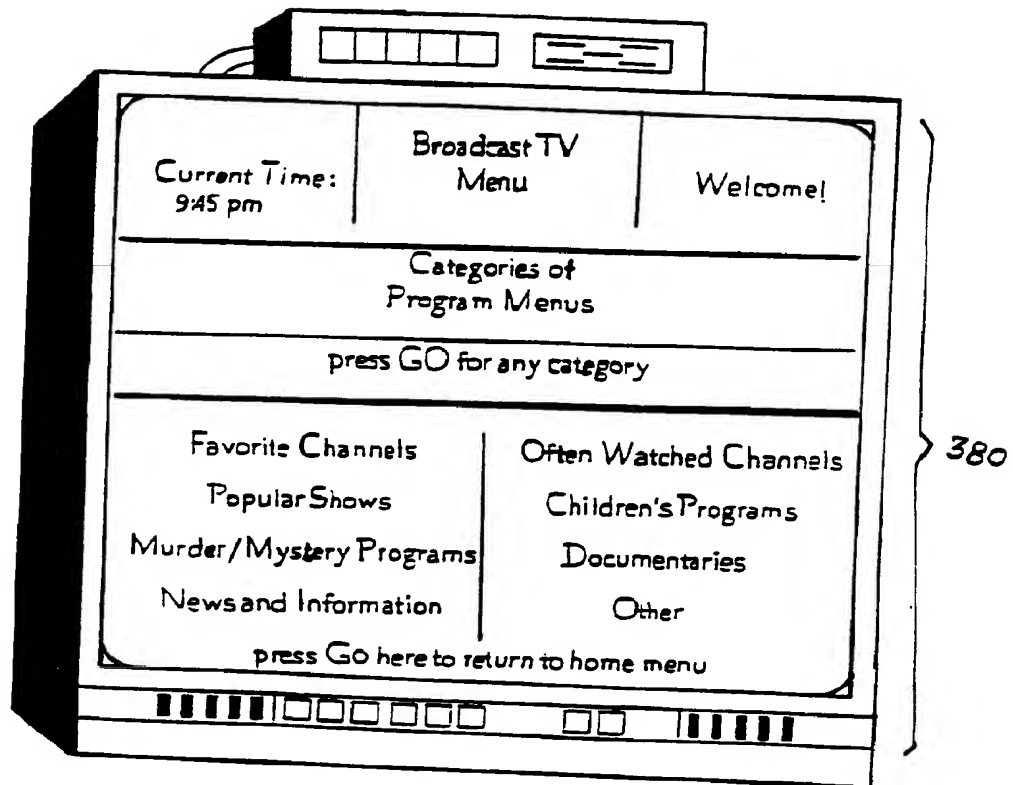 Broadcast TV
Menu
Current Time:
9:45 pm
Welcome!
Categories of
Program Menus
press GO for any category
Favorite Channels
Popular Shows
Murder/Mystery Programs
News and Information
Often Watched Channels
Children's Programs
Documentaries
Other
press Go here to return to home menu
380